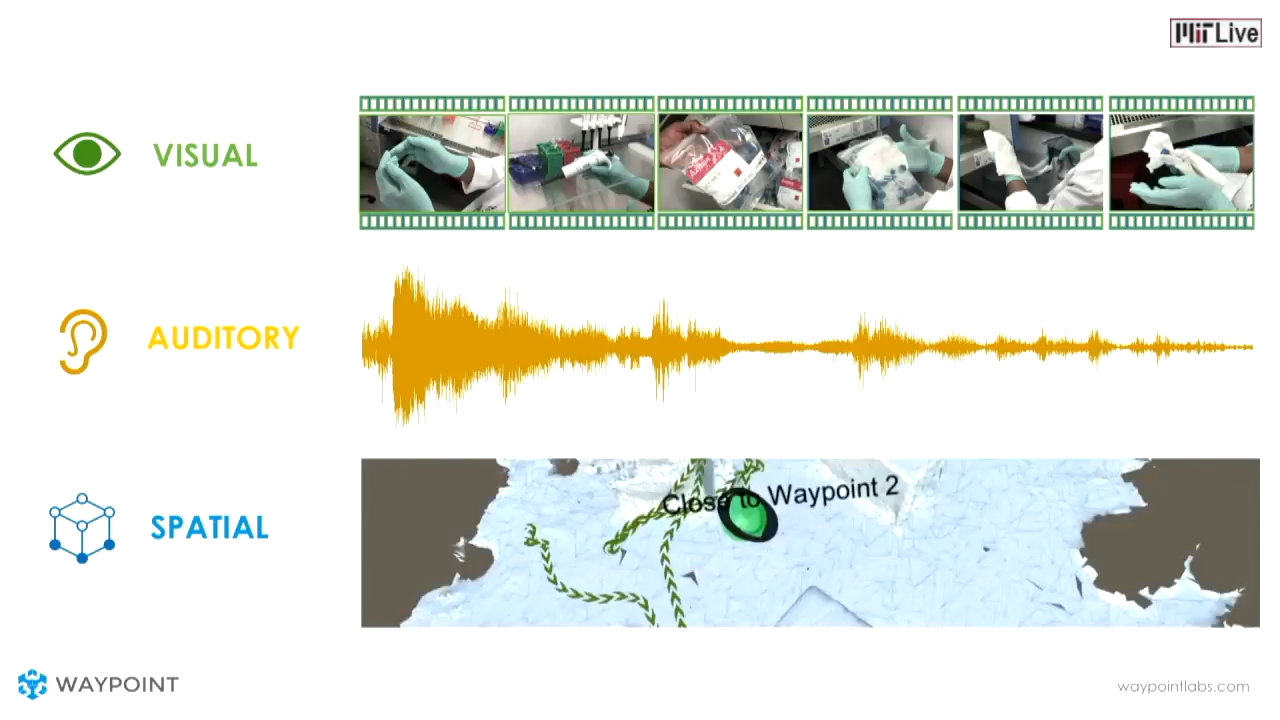 MIT Live
VISUAL
AUDITORY
Close to Waypoint 2
SPATIAL
WAYPOINT
waypointlabs.com